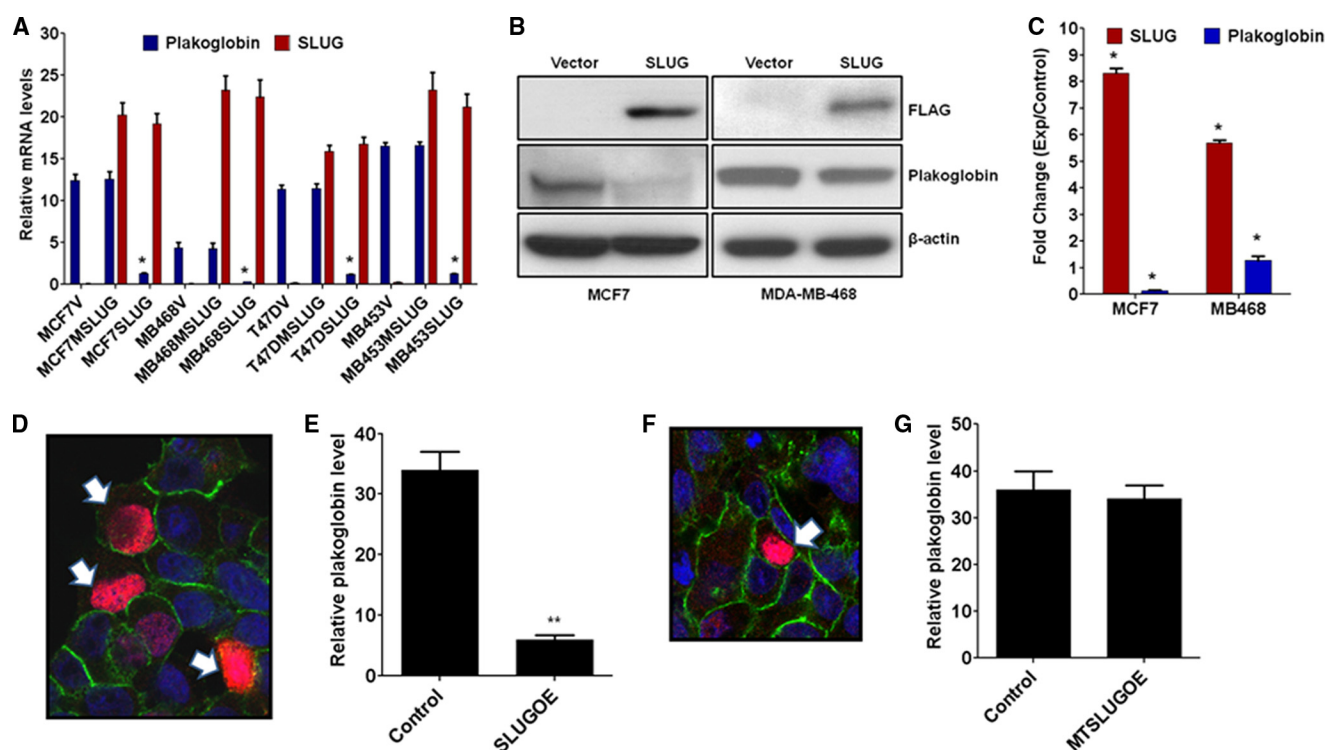 A
Relative mRNA levels
30
25
20
15
10
5
0
Plakoglobin
SLUG
*
*
*
*
MCF7V
MCF7MSLUG
MCF7SLUG
MB468V
MB468MSLUG
MB468SLUG
T47DV
T47DMSLUG
T47DSLUG
MB453V
MB453MSLUG
MB453SLUG
B
Vector SLUG Vector SLUG
FLAG
Plakoglobin
β-actin
MCF7 MDA-MB-468
C
Fold Change (Exp/Control)
10
9
8
7
6
5
4
3
2
1
0
SLUG
Plakoglobin
*
*
*
*
MCF7 MB468
D
E
Relative plakoglobin level
40
30
20
10
0
**
Control
SLUGOE
F
G
Relative plakoglobin level
50
40
30
20
10
0
Control
MTSLUGOE